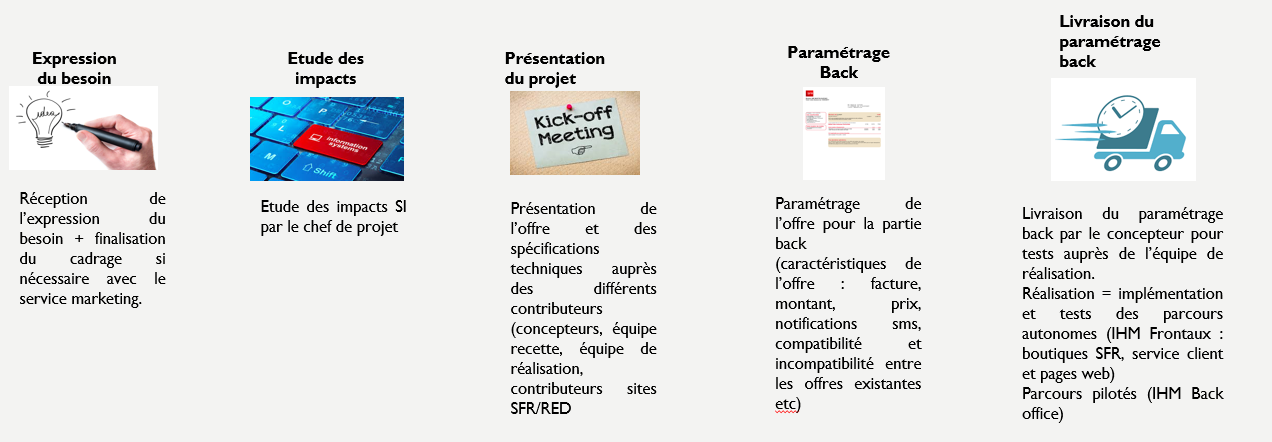 Expression
du besoin
idea
Réception de
l'expression du
besoin + finalisation
du cadrage si
nécessaire avec le
service marketing.
Etude des
impacts
O
P
L
information
systems
M
Shift
Etude des impacts SI
par le chef de projet
Présentation
du projet
Kick-off
Meeting
Présentation de
l'offre et des
spécifications
techniques auprès
des différents
contributeurs
(concepteurs, équipe
recette, équipe de
réalisation,
contributeurs sites
SFR/RED
Paramétrage
Back
Paramétrage de
l'offre pour la partie
back
(caractéristiques de
l'offre : facture,
montant, prix,
notifications sms,
compatibilité et
incompatibilité entre
les offres existantes
etc)
Livraison du
paramétrage
back
Livraison du paramétrage
back par le concepteur pour
tests auprès de l'équipe de
réalisation.
Réalisation = implémentation
et tests des parcours
autonomes (IHM Frontaux :
boutiques SFR, service client
et pages web)
Parcours pilotés (IHM Back
office)